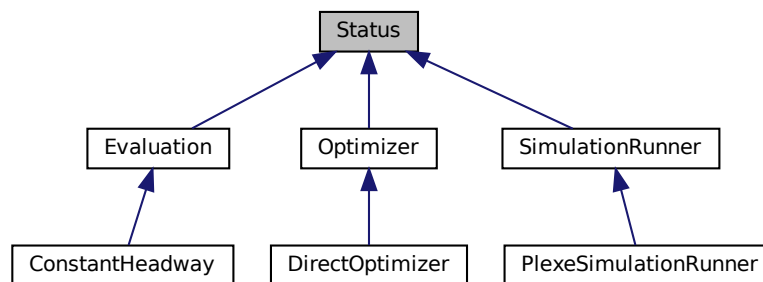 Status
Evaluation
Optimizer
SimulationRunner
ConstantHeadway
DirectOptimizer
PlexeSimulationRunner